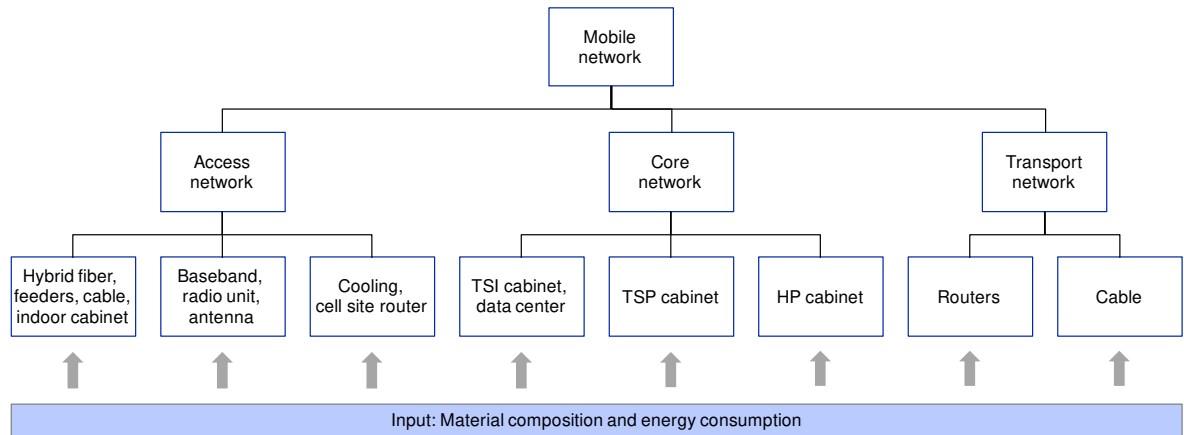 Mobile
network
Access
network
Core
network
Transport
network
Hybrid fiber,
feeders, cable,
indoor cabinet
Baseband,
radio unit,
antenna
Cooling,
cell site router
TSI cabinet,
data center
TSP cabinet
HP cabinet
Routers
Cable
Input: Material composition and energy consumption